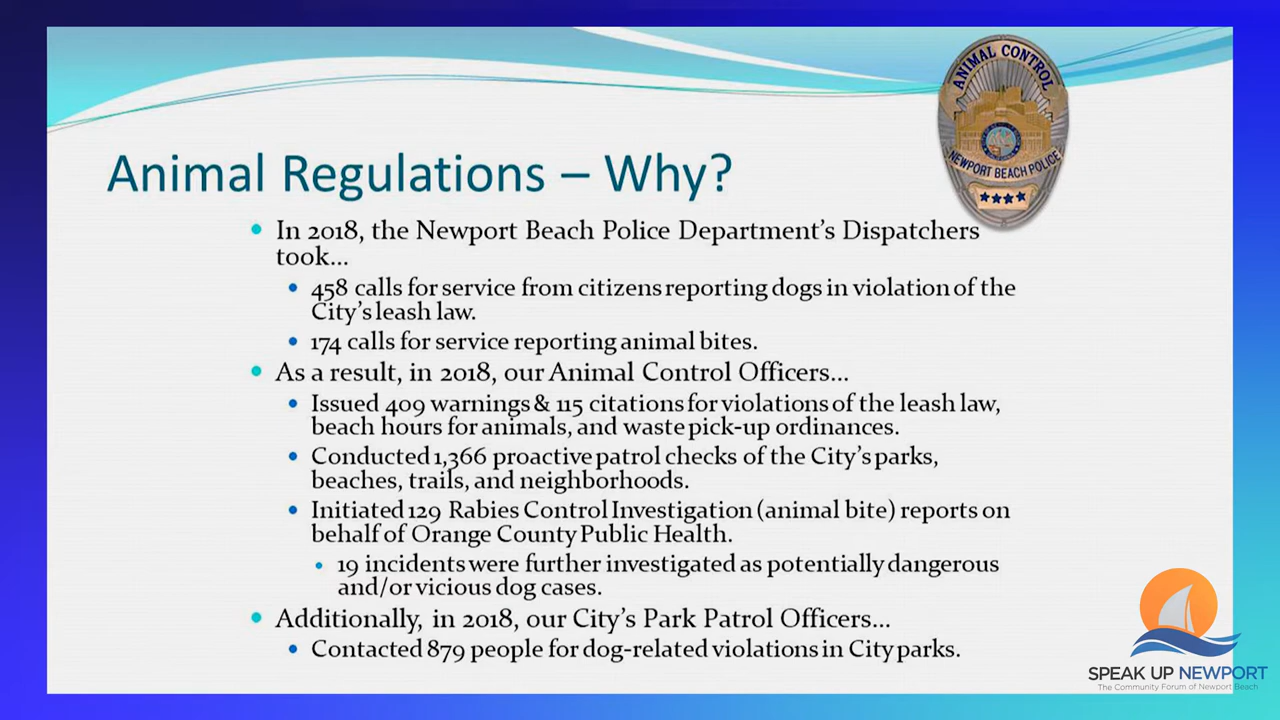 ANIMAL CONTROL
NEWPORT BEACH POLICE
Animal Regulations – Why?
• In 2018, the Newport Beach Police Department’s Dispatchers
took…
• 458 calls for service from citizens reporting dogs in violation of the
City’s leash law.
• 174 calls for service reporting animal bites.
• As a result, in 2018, our Animal Control Officers…
• Issued 409 warnings & 115 citations for violations of the leash law,
beach hours for animals, and waste pick-up ordinances.
• Conducted 1,366 proactive patrol checks of the City’s parks,
beaches, trails, and neighborhoods.
• Initiated 129 Rabies Control Investigation (animal bite) reports on
behalf of Orange County Public Health.
• 19 incidents were further investigated as potentially dangerous
and/or vicious dog cases.
• Additionally, in 2018, our City’s Park Patrol Officers…
• Contacted 879 people for dog-related violations in City parks.
SPEAK UP NEWPORT
The Community Forum of Newport Beach